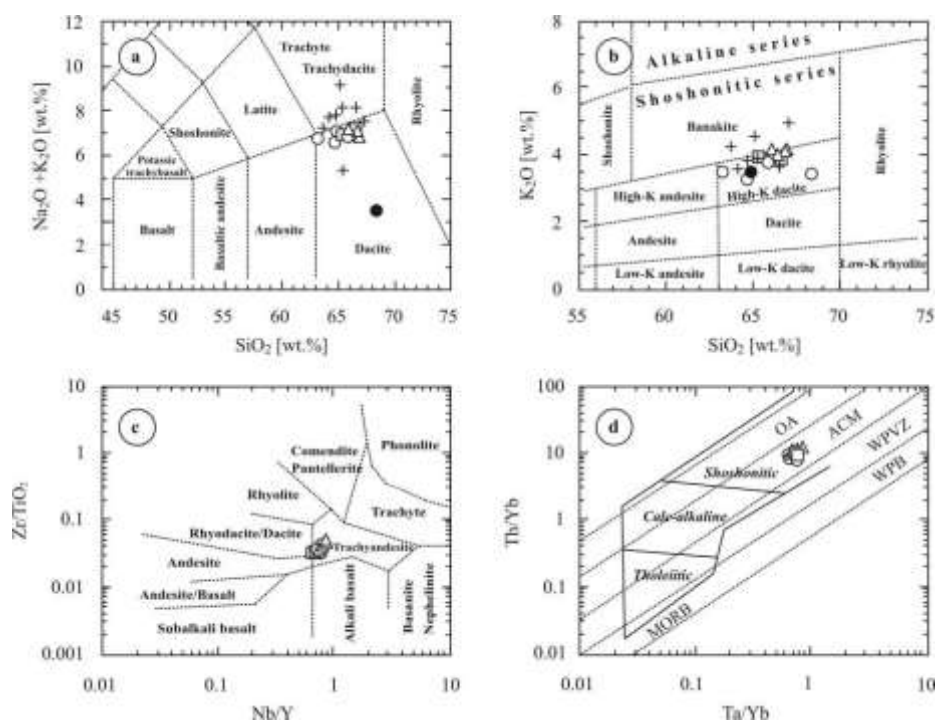 a
Na₂O +K₂O [wt.%]
12
10
8
6
4
2
0
45
50
55
60
65
70
75
SiO₂ [wt.%]
Trachyte
Trachydacite
Rhyolite
Latite
Shoshonite
Potassic
trachybasalt
Basalt
Basaltic andesite
Andesite
Dacite
b
K₂O [wt.%]
8
6
4
2
0
55
60
65
70
75
SiO₂ [wt.%]
Alkaline series
Shoshonitic series
Shoshonite
Banakite
Rhyolite
High-K andesite
High-K dacite
Andesite
Dacite
Low-K andesite
Low-K dacite
Low-K rhyolite
c
Zr/TiO₂
10
1
0.1
0.01
0.001
0.01
0.1
1
10
Nb/Y
Comendite
Pantellerite
Phonolite
Rhyolite
Trachyte
Rhyodacite/Dacite
Trachyandesite
Andesite
Andesite/Basalt
Subalkali basalt
Alkali basalt
Basanite
Nephelinite
d
Th/Yb
100
10
1
0.1
0.01
0.01
0.1
1
10
Ta/Yb
OA
ACM
WPVZ
WPB
Shoshonitic
Calc-alkaline
Tholeiitic
MORB